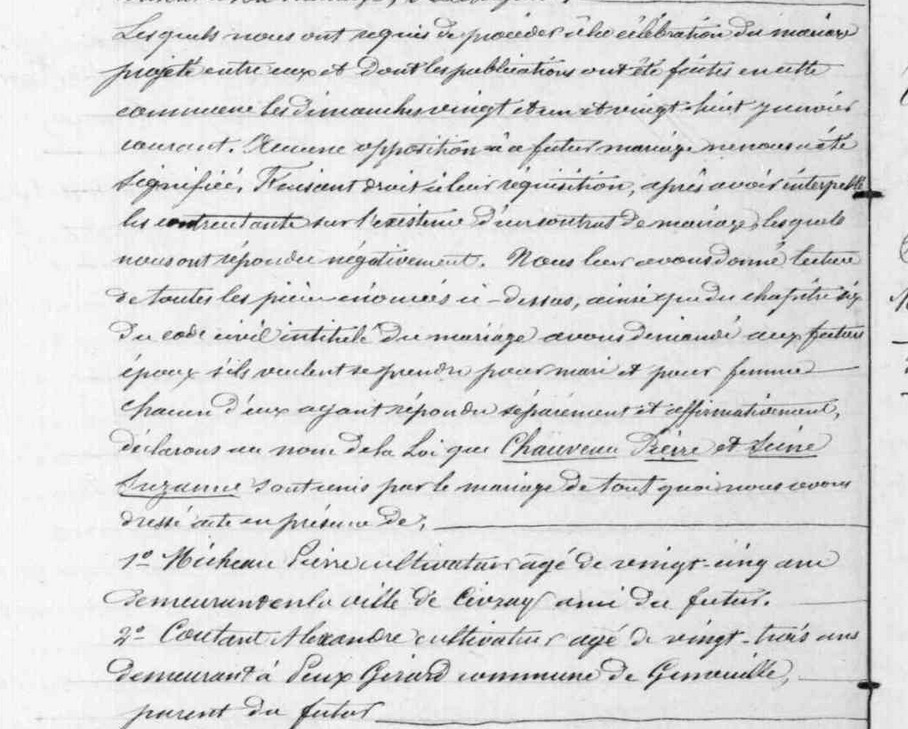 Lesquels nous ont requis de procéder à la célébration du mariage
projeté entre eux et dont les publications ont été faites en cette
commune les dimanches vingt et un et vingt-huit janvier
courant. Aucune opposition à ce futur mariage ne nous a été
signifiée, Faisant droit à leur réquisition, après avoir interpellé
les contractants sur l'existence d'un contrat de mariage, lesquels
nous ont répondu négativement. Nous leur avons donné lecture
de toutes les pièces énoncées ci-dessus, ainsi que du chapitre six
du code civil intitulé du mariage avons demandé aux futurs
époux s'ils veulent se prendre pour mari et pour femme
chacun d'eux ayant répondu séparément et affirmativement,
déclarons au nom de la Loi que Chauveau Pierre et
Suzanne sont unis par le mariage de tout quoi nous avons
dressé acte en présence de,
1° Micheau Pierre cultivateur agé de vingt-cinq ans
demeurant en la ville de Civray ami du futur.
2° Coutant Alexandre cultivateur agé de vingt-trois ans
demeurant à Peux Girard commune de Genouillé,
parent du futur